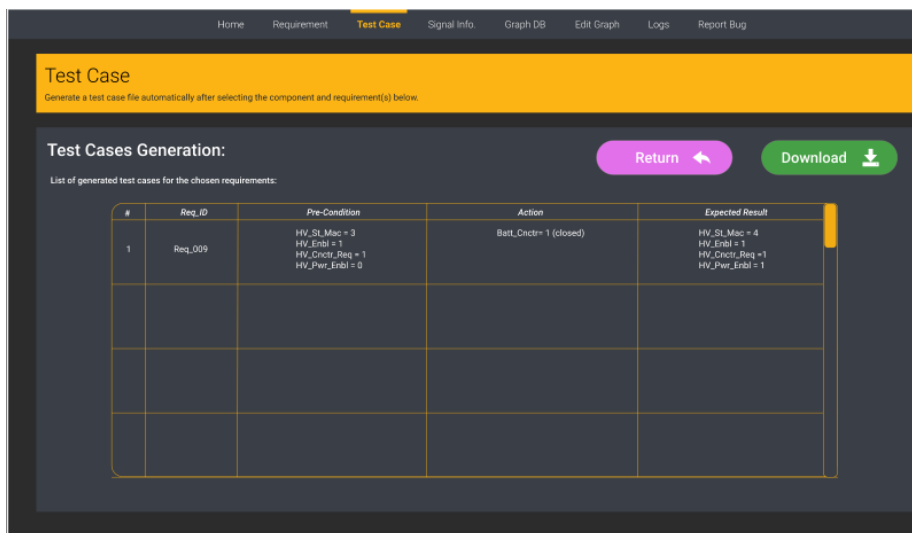 Home Requirement Test Case Signal Info. Graph DB Edit Graph Logs Report Bug
Test Case
Generate a test case file automatically after selecting the component and requirement(s) below.
Test Cases Generation:
Return
Download
List of generated test cases for the chosen requirements:
# Req_ID Pre-Condition Action Expected Result
1 Req_009 HV_St_Mac = 3 Batt_Cnctr= 1 (closed) HV_St_Mac = 4
HV_Enbl = 1 HV_Enbl = 1
HV_Cnctr_Req = 1 HV_Cnctr_Req =1
HV_Pwr_Enbl = 0 HV_Pwr_Enbl = 1